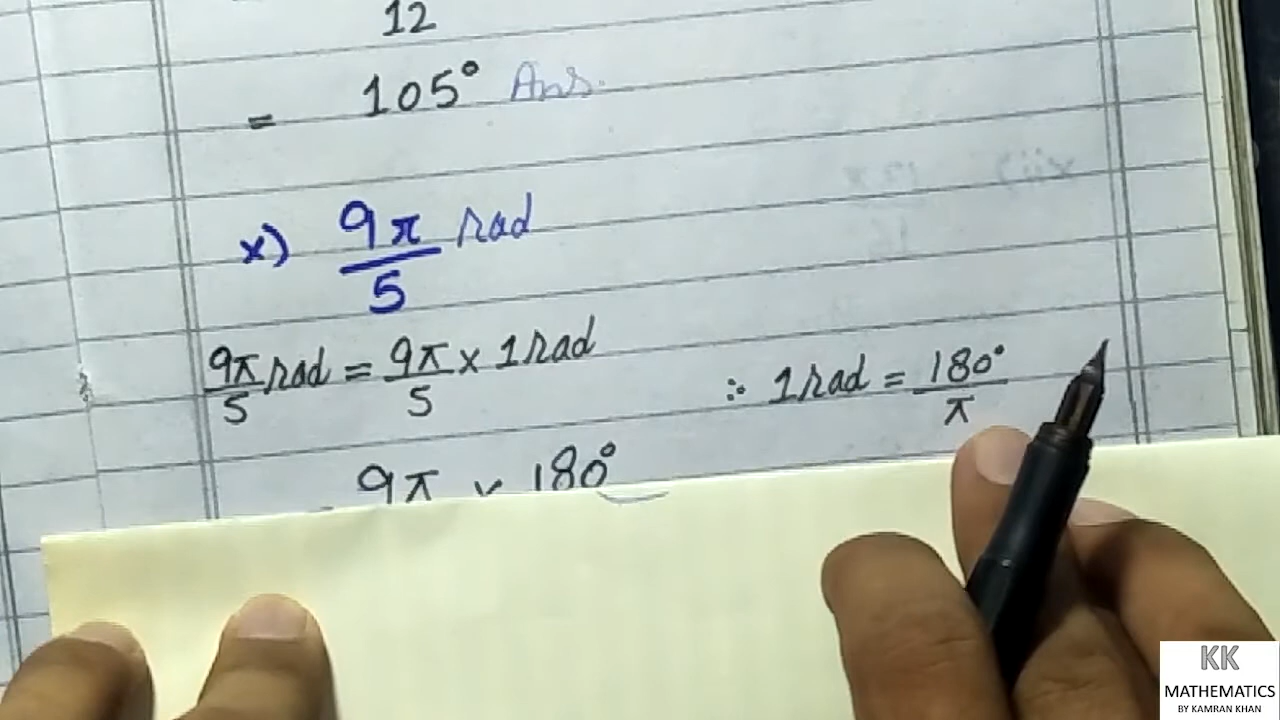 12
= 105° Ans.
x) 9π/5 rad
9π/5 rad = 9π/5 x 1rad ∵ 1rad = 180°/π
9π x 180°
KK
MATHEMATICS
BY KAMRAN KHAN